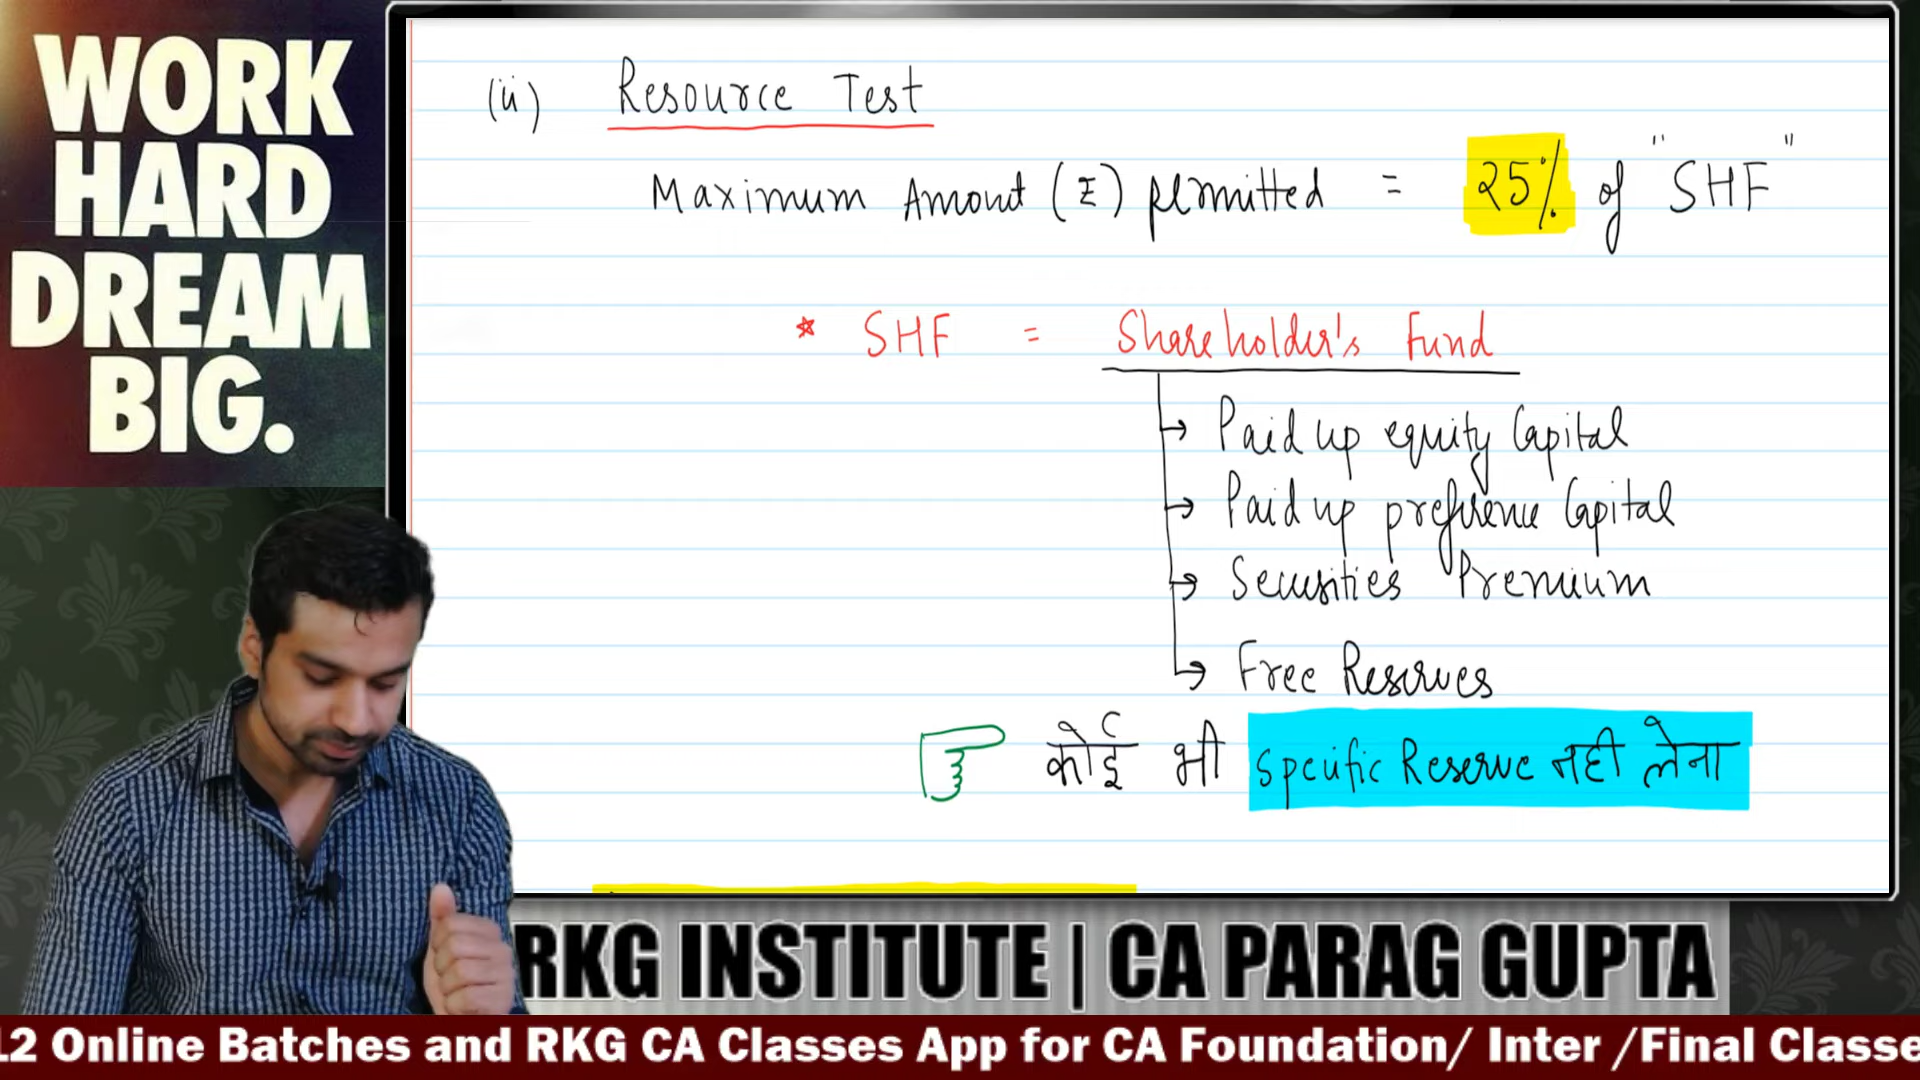 WORK
HARD
DREAM
BIG.
(ii) Resource Test
Maximum Amount (₹) permitted = 25% of "SHF"
* SHF = Shareholder's Fund
→ Paid up equity Capital
→ Paid up preference Capital
→ Securities Premium
→ Free Reserves
कोई भी Specific Reserve नही लेना
RKG INSTITUTE | CA PARAG GUPTA
12 Online Batches and RKG CA Classes App for CA Foundation/ Inter /Final Classe